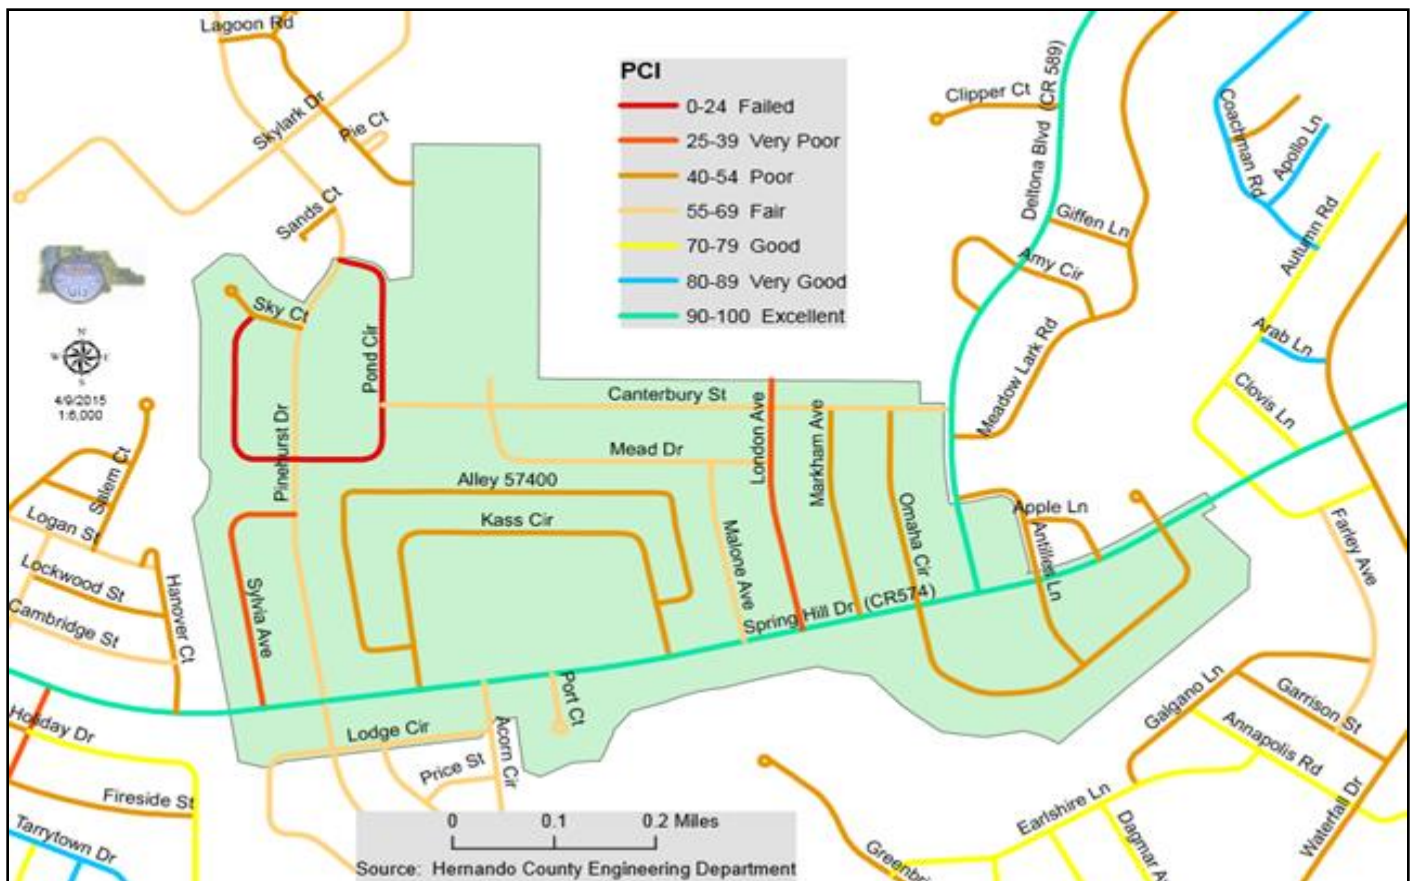 Lagoon Rd
Skylark Dr
Pie Ct
Sands Ct
PCI
0-24 Failed
25-39 Very Poor
40-54 Poor
55-69 Fair
70-79 Good
80-89 Very Good
90-100 Excellent
Clipper Ct
Deltona Blvd (CR 589)
Giffen Ln
Amy Cir
Meadow Lark Rd
Coachman Rd
Apollo Ln
Autumn Rd
Arab Ln
Clovis Ln
N
W
E
S
4/9/2015
1:6,000
Sky Ct
Pond Cir
Pinehurst Dr
Canterbury St
Mead Dr
London Ave
Markham Ave
Alley 57400
Kass Cir
Malone Ave
Omaha Cir
Apple Ln
Antilles Ln
Farley Ave
Salem Ct
Logan St
Lockwood St
Cambridge St
Hanover Ct
Sylvia Ave
Spring Hill Dr (CR574)
Port Ct
Lodge Cir
Acorn Cir
Price St
Holiday Dr
Fireside St
Tarrytown Dr
Galgano Ln
Garrison St
Annapolis Rd
Waterfall Dr
Earlshire Ln
Dagmar A
Greenbri
0 0.1 0.2 Miles
Source: Hernando County Engineering Department